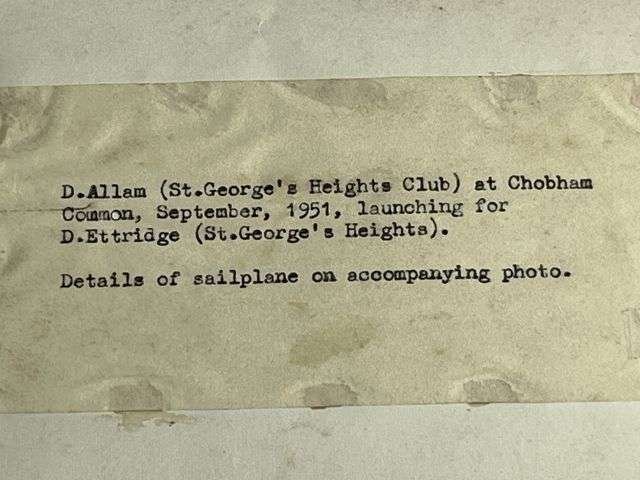 D.Allam (St.George's Heights Club) at Chobham
Common, September, 1951, launching for
D.Ettridge (St.George's Heights).
Details of sailplane on accompanying photo.